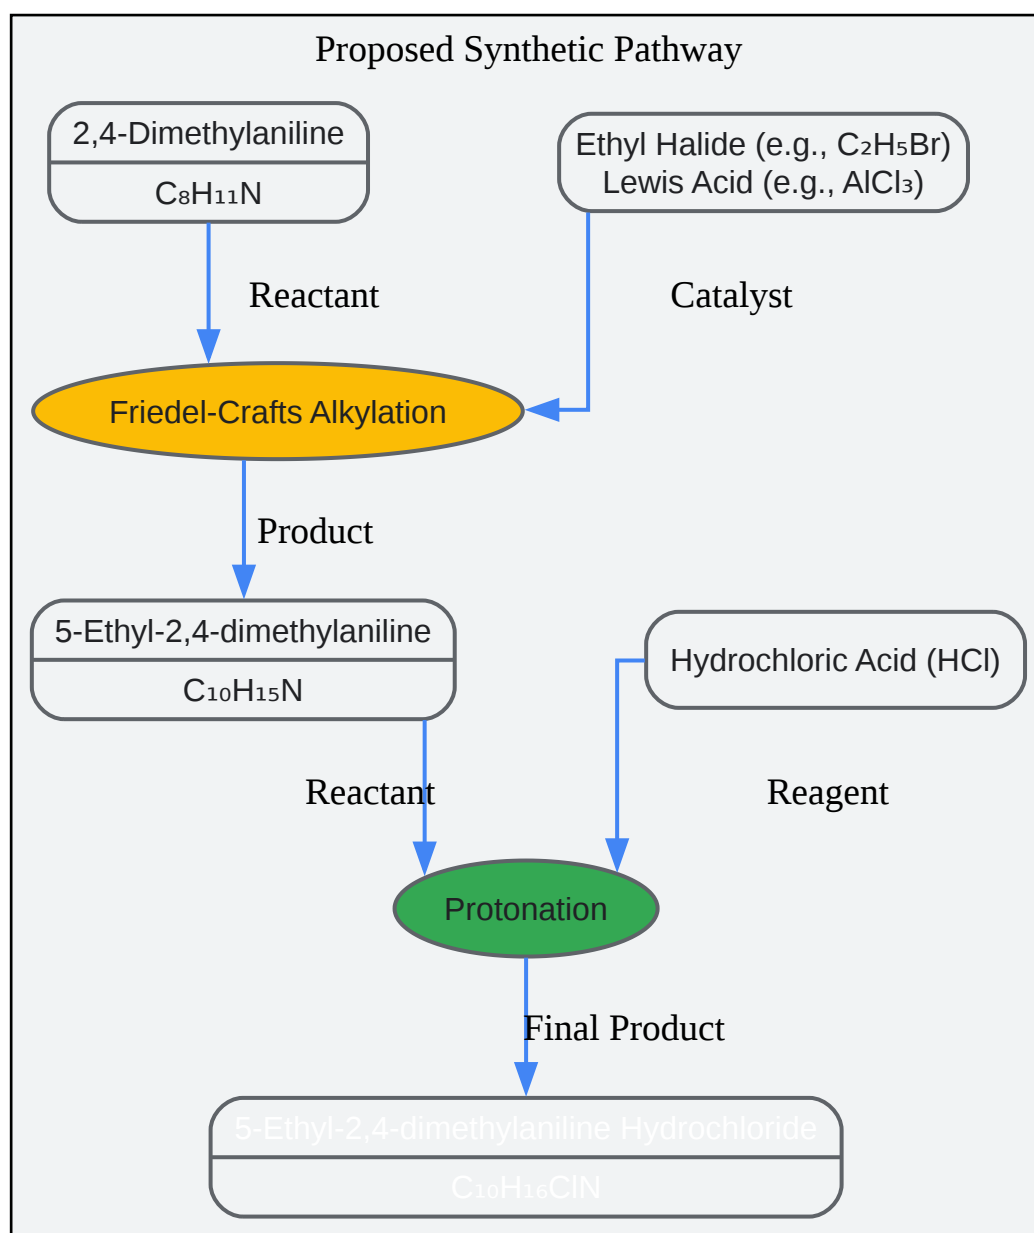 Proposed Synthetic Pathway
2,4-Dimethylaniline
C₈H₁₁N
Ethyl Halide (e.g., C₂H₅Br)
Lewis Acid (e.g., AlCl₃)
Reactant
Catalyst
Friedel-Crafts Alkylation
Product
5-Ethyl-2,4-dimethylaniline
C₁₀H₁₅N
Hydrochloric Acid (HCl)
Reactant
Reagent
Protonation
Final Product
5-Ethyl-2,4-dimethylaniline Hydrochloride
C₁₀H₁₆ClN